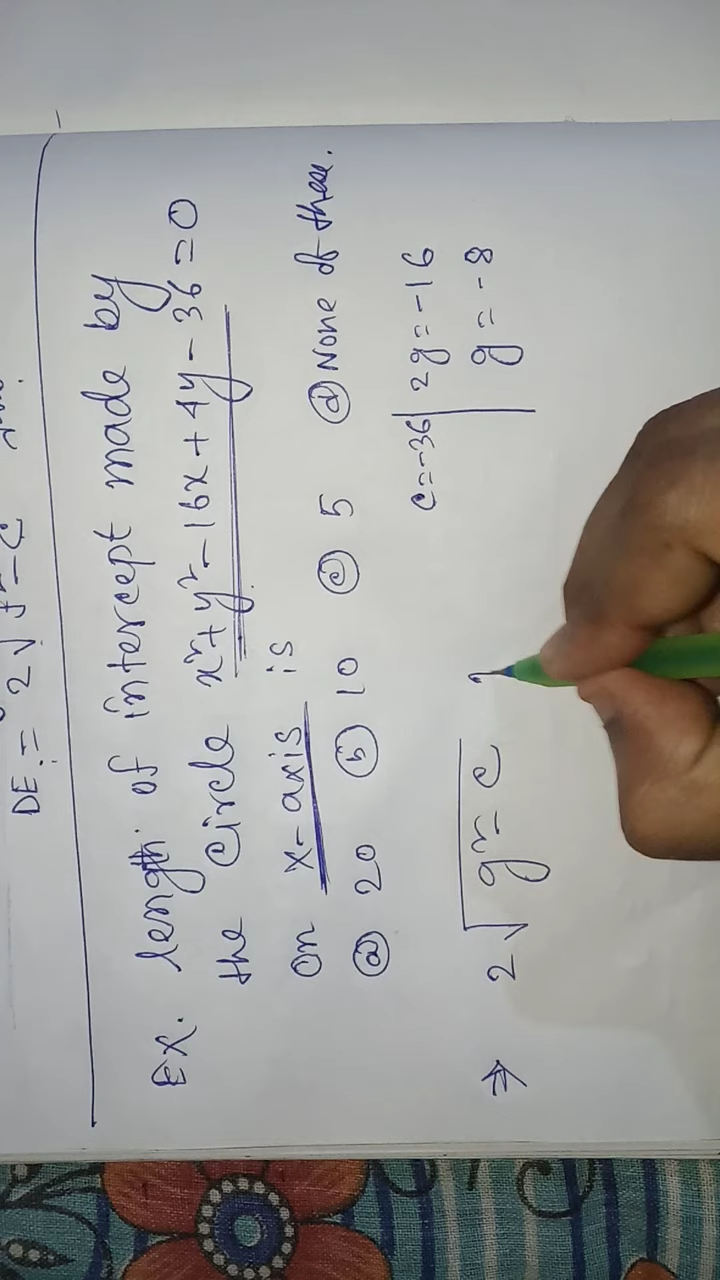 DE := 2√f²-c
Ex. length of intercept made by
the Circle x²+y²-16x+4y-36=0
on x-axis is
ⓐ 20 ⓑ 10 ⓒ 5 ⓓ None of these.
c=-36 | 2g=-16
g=-8
⇒ 2√g²-c